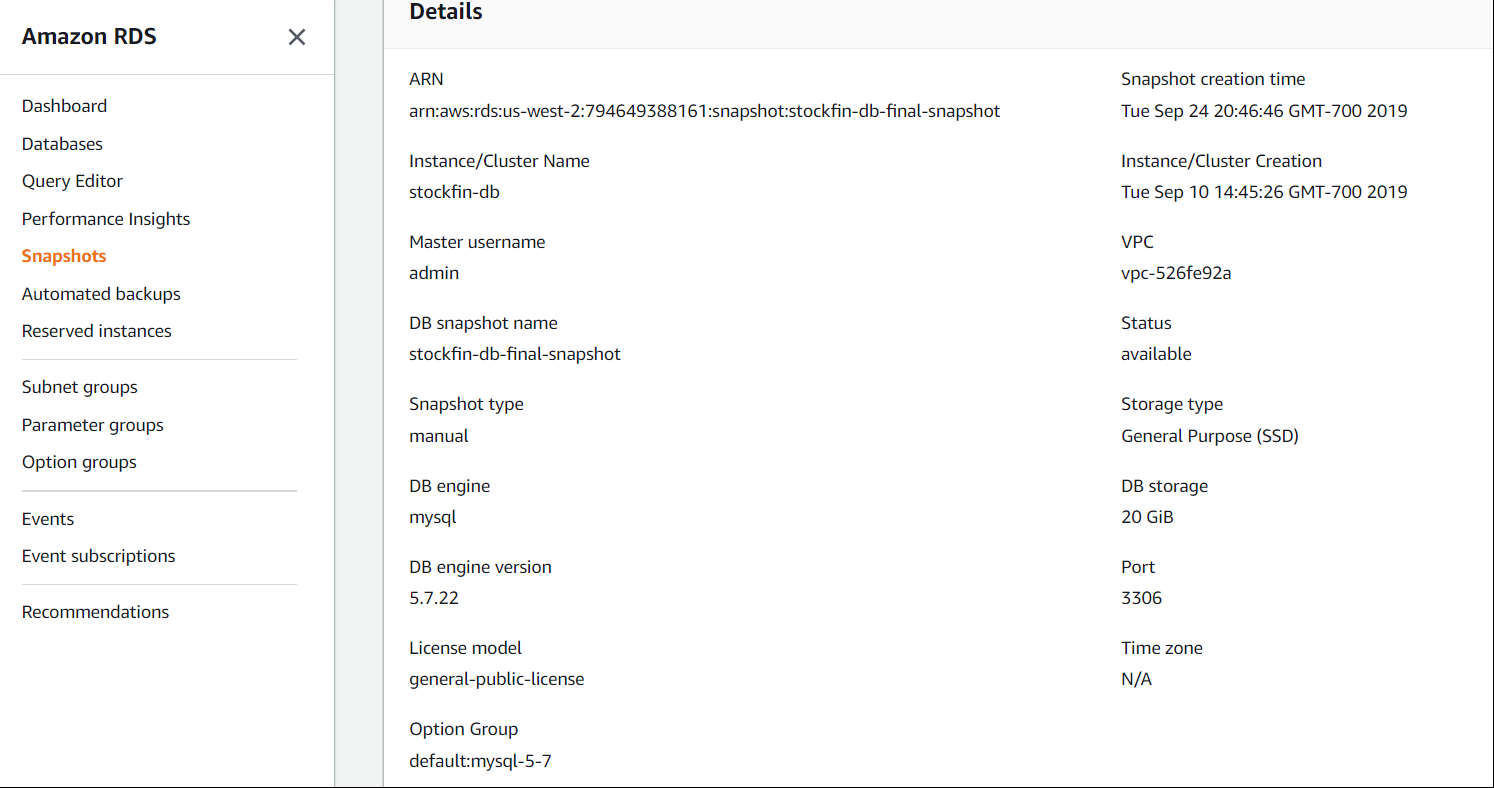 Amazon RDS
Dashboard
Databases
Query Editor
Performance Insights
Snapshots
Automated backups
Reserved instances
Subnet groups
Parameter groups
Option groups
Events
Event subscriptions
Recommendations
Details
ARN
arn:aws:rds:us-west-2:794649388161:snapshot:stockfin-db-final-snapshot
Instance/Cluster Name
stockfin-db
Master username
admin
DB snapshot name
stockfin-db-final-snapshot
Snapshot type
manual
DB engine
mysql
DB engine version
5.7.22
License model
general-public-license
Option Group
default:mysql-5-7
Snapshot creation time
Tue Sep 24 20:46:46 GMT-700 2019
Instance/Cluster Creation
Tue Sep 10 14:45:26 GMT-700 2019
VPC
vpc-526fe92a
Status
available
Storage type
General Purpose (SSD)
DB storage
20 GiB
Port
3306
Time zone
N/A